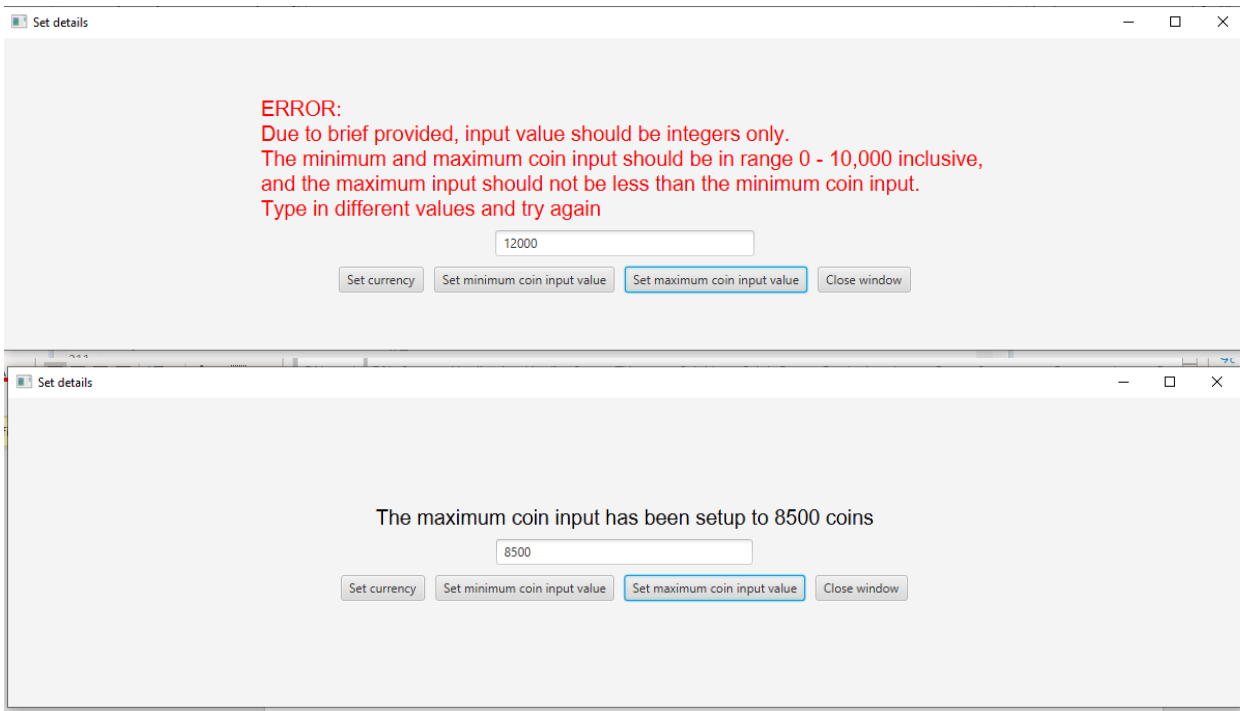 Set details
ERROR:
Due to brief provided, input value should be integers only.
The minimum and maximum coin input should be in range 0 - 10,000 inclusive,
and the maximum input should not be less than the minimum coin input.
Type in different values and try again
12000
Set currency Set minimum coin input value Set maximum coin input value Close window
Set details
The maximum coin input has been setup to 8500 coins
8500
Set currency Set minimum coin input value Set maximum coin input value Close window